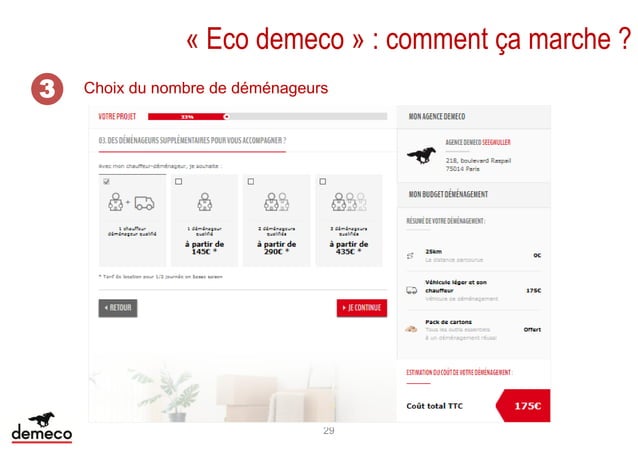 « Eco demeco » : comment ça marche ?
3
Choix du nombre de déménageurs
VOTRE PROJET
33%
03. DES DÉMÉNAGEURS SUPPLÉMENTAIRES POUR VOUS ACCOMPAGNER ?
Avec mon chauffeur-déménageur, je souhaite :
+
1 chauffeur
déménageur qualifié
1 déménageur
qualifié
à partir de
145€ *
2 déménageurs
qualifiés
à partir de
290€ *
3 déménageurs
qualifiés
à partir de
435€ *
* Tarif de location pour 1/2 journée en basse saison
RETOUR
JE CONTINUE
MON AGENCE DEMECO
AGENCE DEMECO SEEGMULLER
218, boulevard Raspail
75014 Paris
MON BUDGET DÉMÉNAGEMENT
RÉSUMÉ DE VOTRE DÉMÉNAGEMENT :
25km
La distance parcourue
0€
Véhicule léger et son
chauffeur
Véhicule de déménagement
175€
Pack de cartons
Tous les outils essentiels
à un déménagement réussi
Offert
ESTIMATION DU COÛT DE VOTRE DÉMÉNAGEMENT :
Coût total TTC
175€
demeco
29